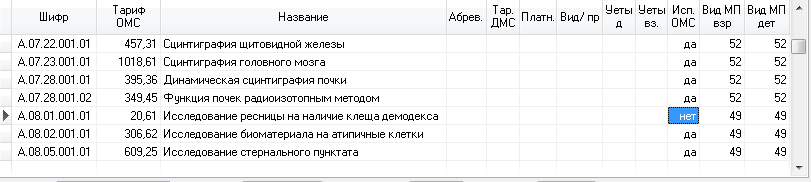 Шифр Тариф ОМС Название Абрев. Тар. ДМС Платн. Вид/ пр Уеты д Уеты вз. Исп. ОМС Вид МП взр Вид МП дет
А.07.22.001.01 457,31 Сцинтиграфия щитовидной железы да 52 52
А.07.23.001.01 1018,61 Сцинтиграфия головного мозга да 52 52
А.07.28.001.01 395,36 Динамическая сцинтиграфия почки да 52 52
А.07.28.001.02 349,45 Функция почек радиоизотопным методом да 52 52
А.08.01.001.01 20,61 Исследование ресницы на наличие клеща демодекса нет 49 49
А.08.02.001.01 306,62 Исследование биоматериала на атипичные клетки да 49 49
А.08.05.001.01 609,25 Исследование стернального пунктата да 49 49